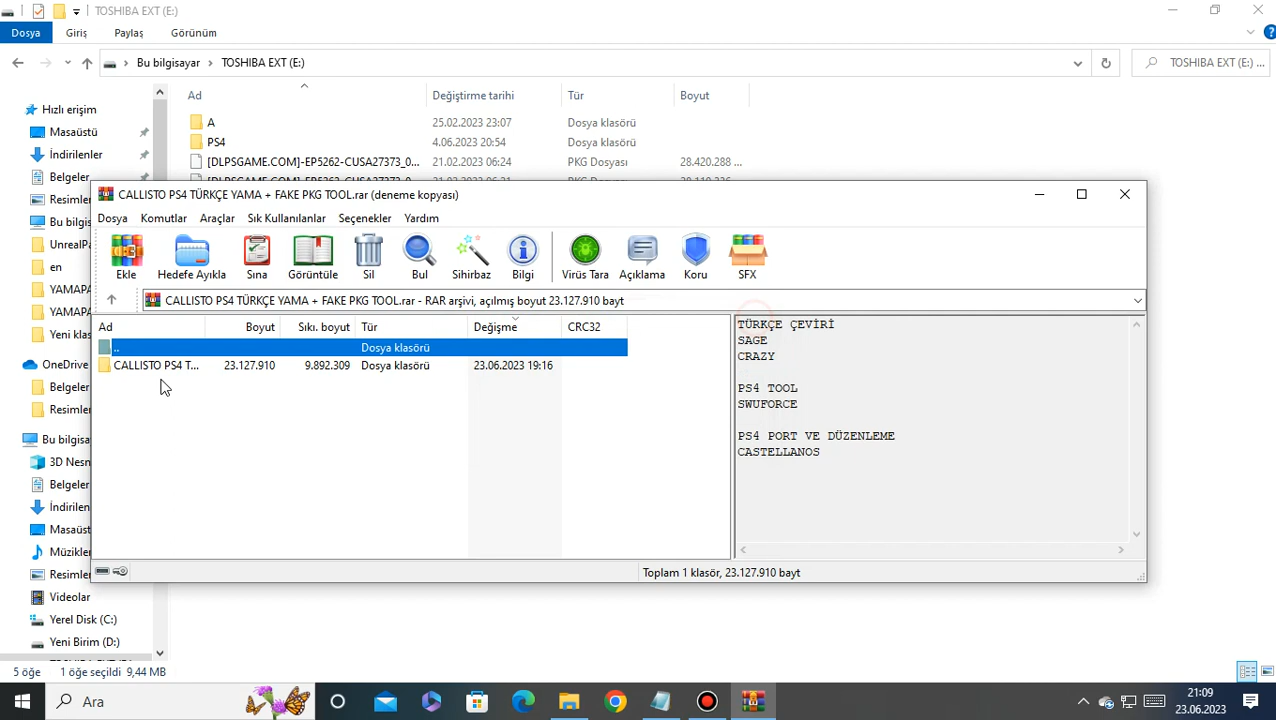 TOSHIBA EXT (E:)
Dosya Giriş Paylaş Görünüm
Bu bilgisayar TOSHIBA EXT (E:) TOSHIBA EXT (E:) ...
Ad Değiştirme tarihi Tür Boyut
Hızlı erişim
A 25.02.2023 23:07 Dosya klasörü
Masaüstü
PS4 4.06.2023 20:54 Dosya klasörü
İndirilenler
[DLPSGAME.COM]-EP5262-CUSA27373_0... 21.02.2023 06:24 PKG Dosyası 28.420.288 ...
Belgeler
Resimler
Bu bilgi
UnrealP
en
YAMAP
YAMAP
Yeni klas
OneDrive
Belgeler
Resimler
Bu bilgis
3D Nesn
Belgeler
İndirilen
Masaüst
Müzikle
Resimler
Videolar
Yerel Disk (C:)
Yeni Birim (D:)
CALLISTO PS4 TÜRKÇE YAMA + FAKE PKG TOOL.rar (deneme kopyası)
Dosya Komutlar Araçlar Sık Kullanılanlar Seçenekler Yardım
Ekle Hedefe Ayıkla Sına Görüntüle Sil Bul Sihirbaz Bilgi Virüs Tara Açıklama Koru SFX
CALLISTO PS4 TÜRKÇE YAMA + FAKE PKG TOOL.rar - RAR arşivi, açılmış boyut 23.127.910 bayt
Ad Boyut Sıkı. boyut Tür Değişme CRC32
.. Dosya klasörü
CALLISTO PS4 T... 23.127.910 9.892.309 Dosya klasörü 23.06.2023 19:16
TÜRKÇE ÇEVİRİ
SAGE
CRAZY
PS4 TOOL
SWUFORCE
PS4 PORT VE DÜZENLEME
CASTELLANOS
Toplam 1 klasör, 23.127.910 bayt
5 öğe 1 öğe seçildi 9,44 MB
Ara
21:09
23.06.2023